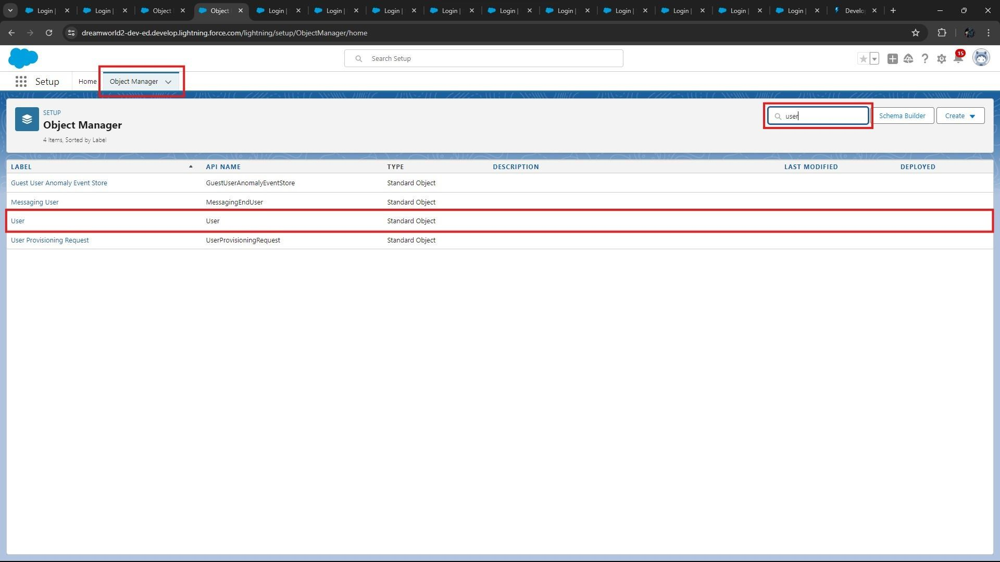 Login | Login | Object Object Login | Login | Login | Login | Login | Login | Login | Login | Login | Login | Develo
dreamworld2-dev-ed.develop.lightning.force.com/lightning/setup/ObjectManager/home
Search Setup
15
Setup Home Object Manager
SETUP
Object Manager
4 Items, Sorted by Label
user
Schema Builder
Create
LABEL API NAME TYPE DESCRIPTION LAST MODIFIED DEPLOYED
Guest User Anomaly Event Store GuestUserAnomalyEventStore Standard Object
Messaging User MessagingEndUser Standard Object
User User Standard Object
User Provisioning Request UserProvisioningRequest Standard Object